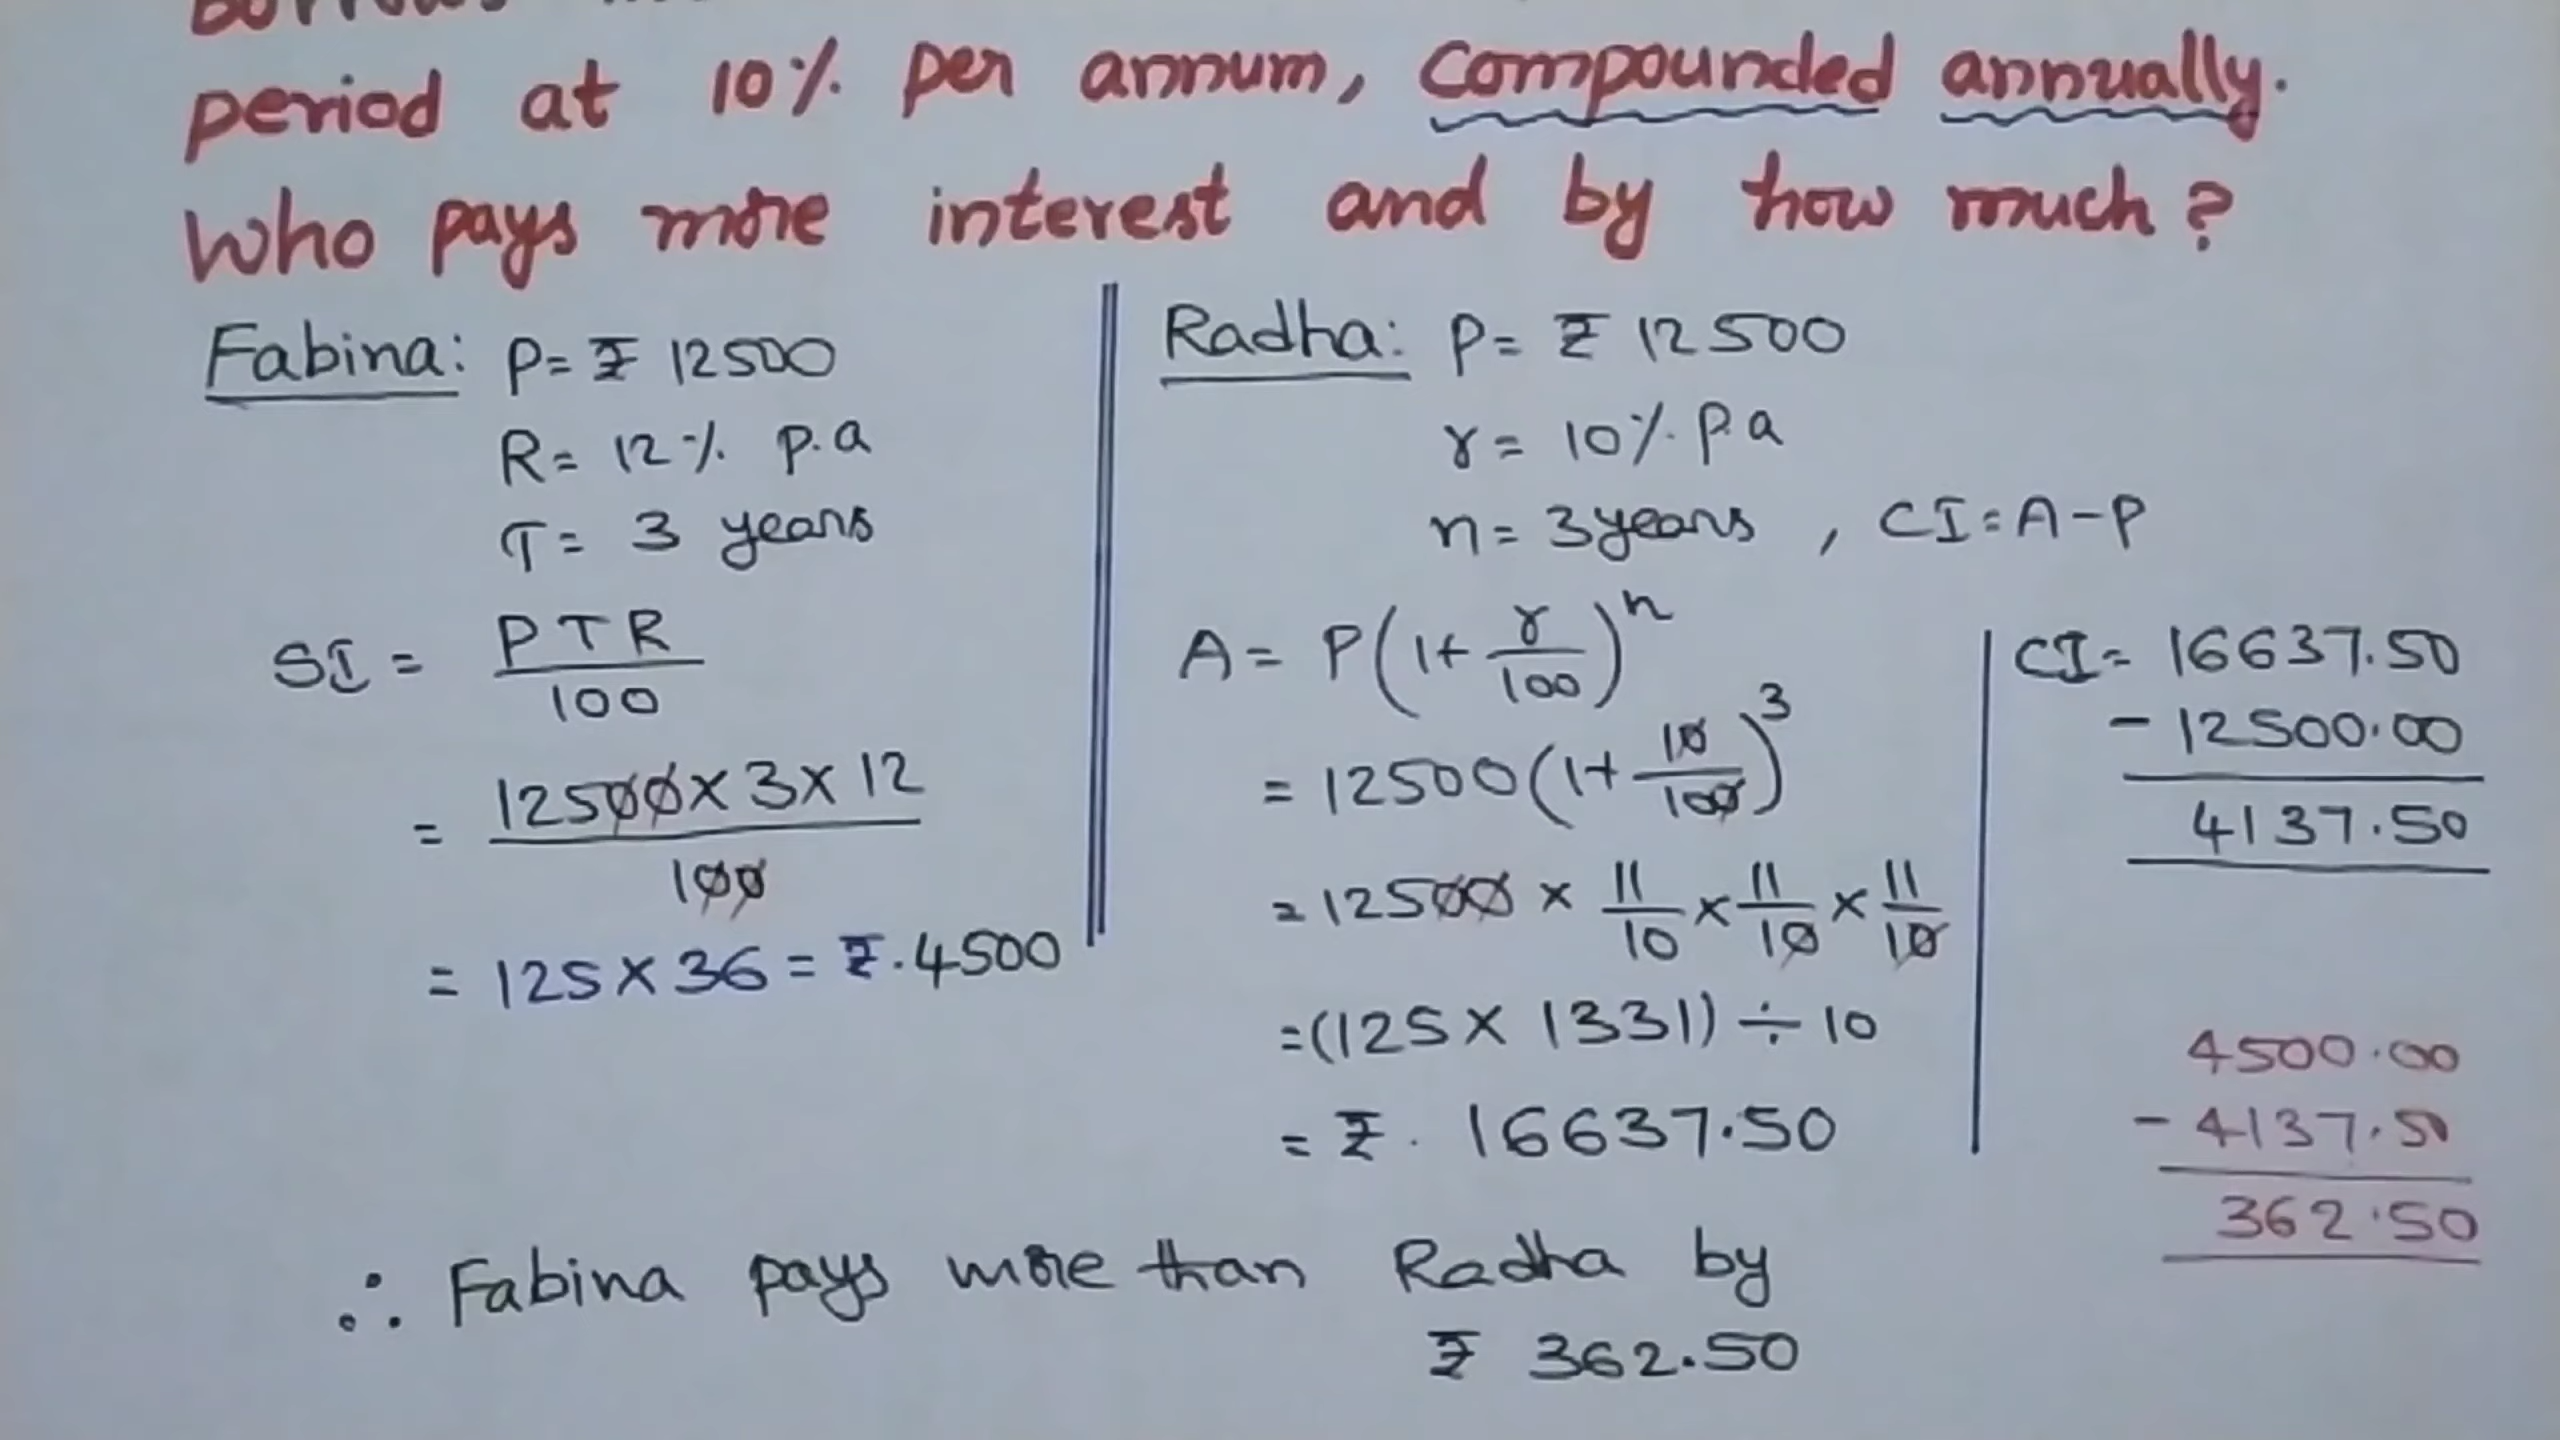 period at 10% per annum, compounded annually.
Who pays more interest and by how much?
Fabina: P= ₹ 12500
R= 12% p.a
T= 3 years
SI = PTR
100
= 12500 x 3 x 12
100
= 125 x 36 = ₹.4500
Radha: P= ₹ 12500
r= 10% p.a
n= 3 years , CI = A-P
A= P(1+ r/100)^n
= 12500(1+ 10/100)^3
= 12500 x 11/10 x 11/10 x 11/10
=(125 x 1331) ÷ 10
= ₹. 16637.50
CI= 16637.50
- 12500.00
4137.50
4500.00
- 4137.50
362.50
∴ Fabina pays more than Radha by
₹ 362.50